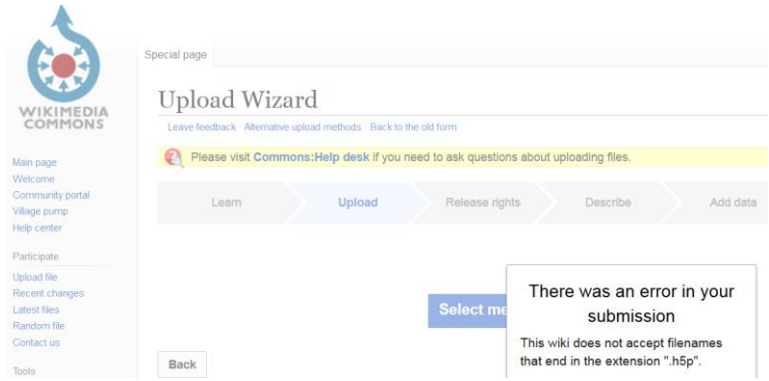 WIKIMEDIA
COMMONS
Main page
Welcome
Community portal
Village pump
Help center
Participate
Upload file
Recent changes
Latest files
Random file
Contact us
Tools
Special page
Upload Wizard
Leave feedback Alternative upload methods Back to the old form
Please visit Commons:Help desk if you need to ask questions about uploading files.
Learn Upload Release rights Describe Add data
Select me
There was an error in your
submission
This wiki does not accept filenames
that end in the extension ".h5p".
Back